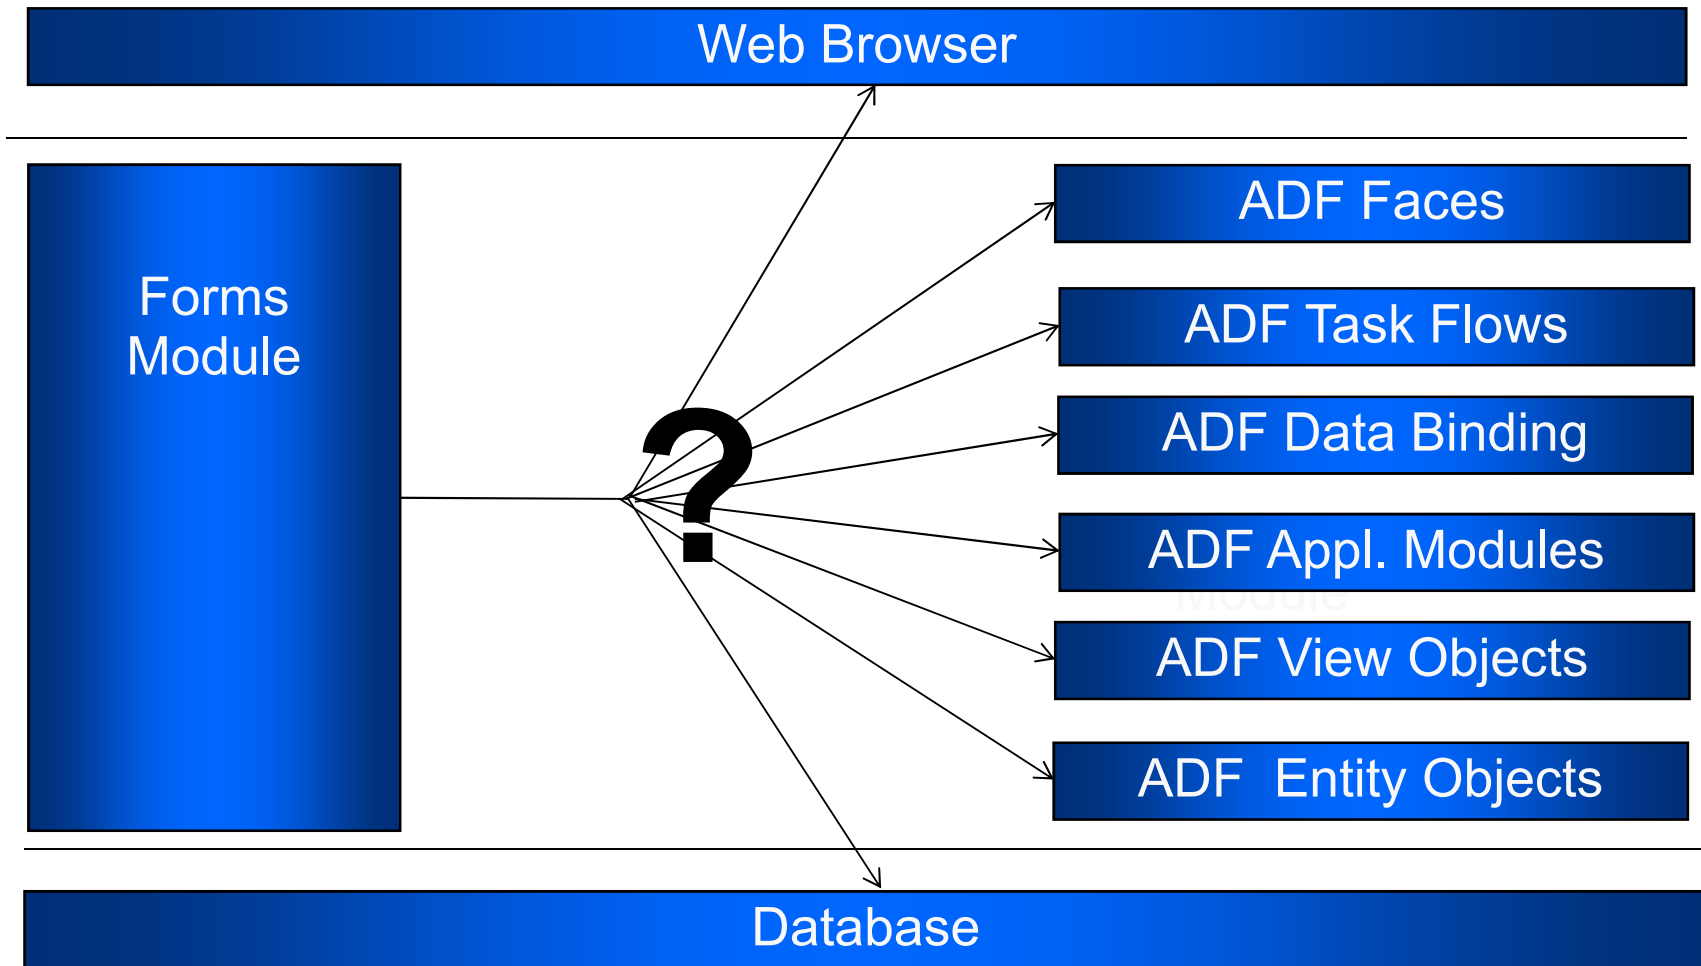 Web Browser
Forms
Module
?
ADF Faces
ADF Task Flows
ADF Data Binding
ADF Appl. Modules
Module
ADF View Objects
ADF  Entity Objects
Database